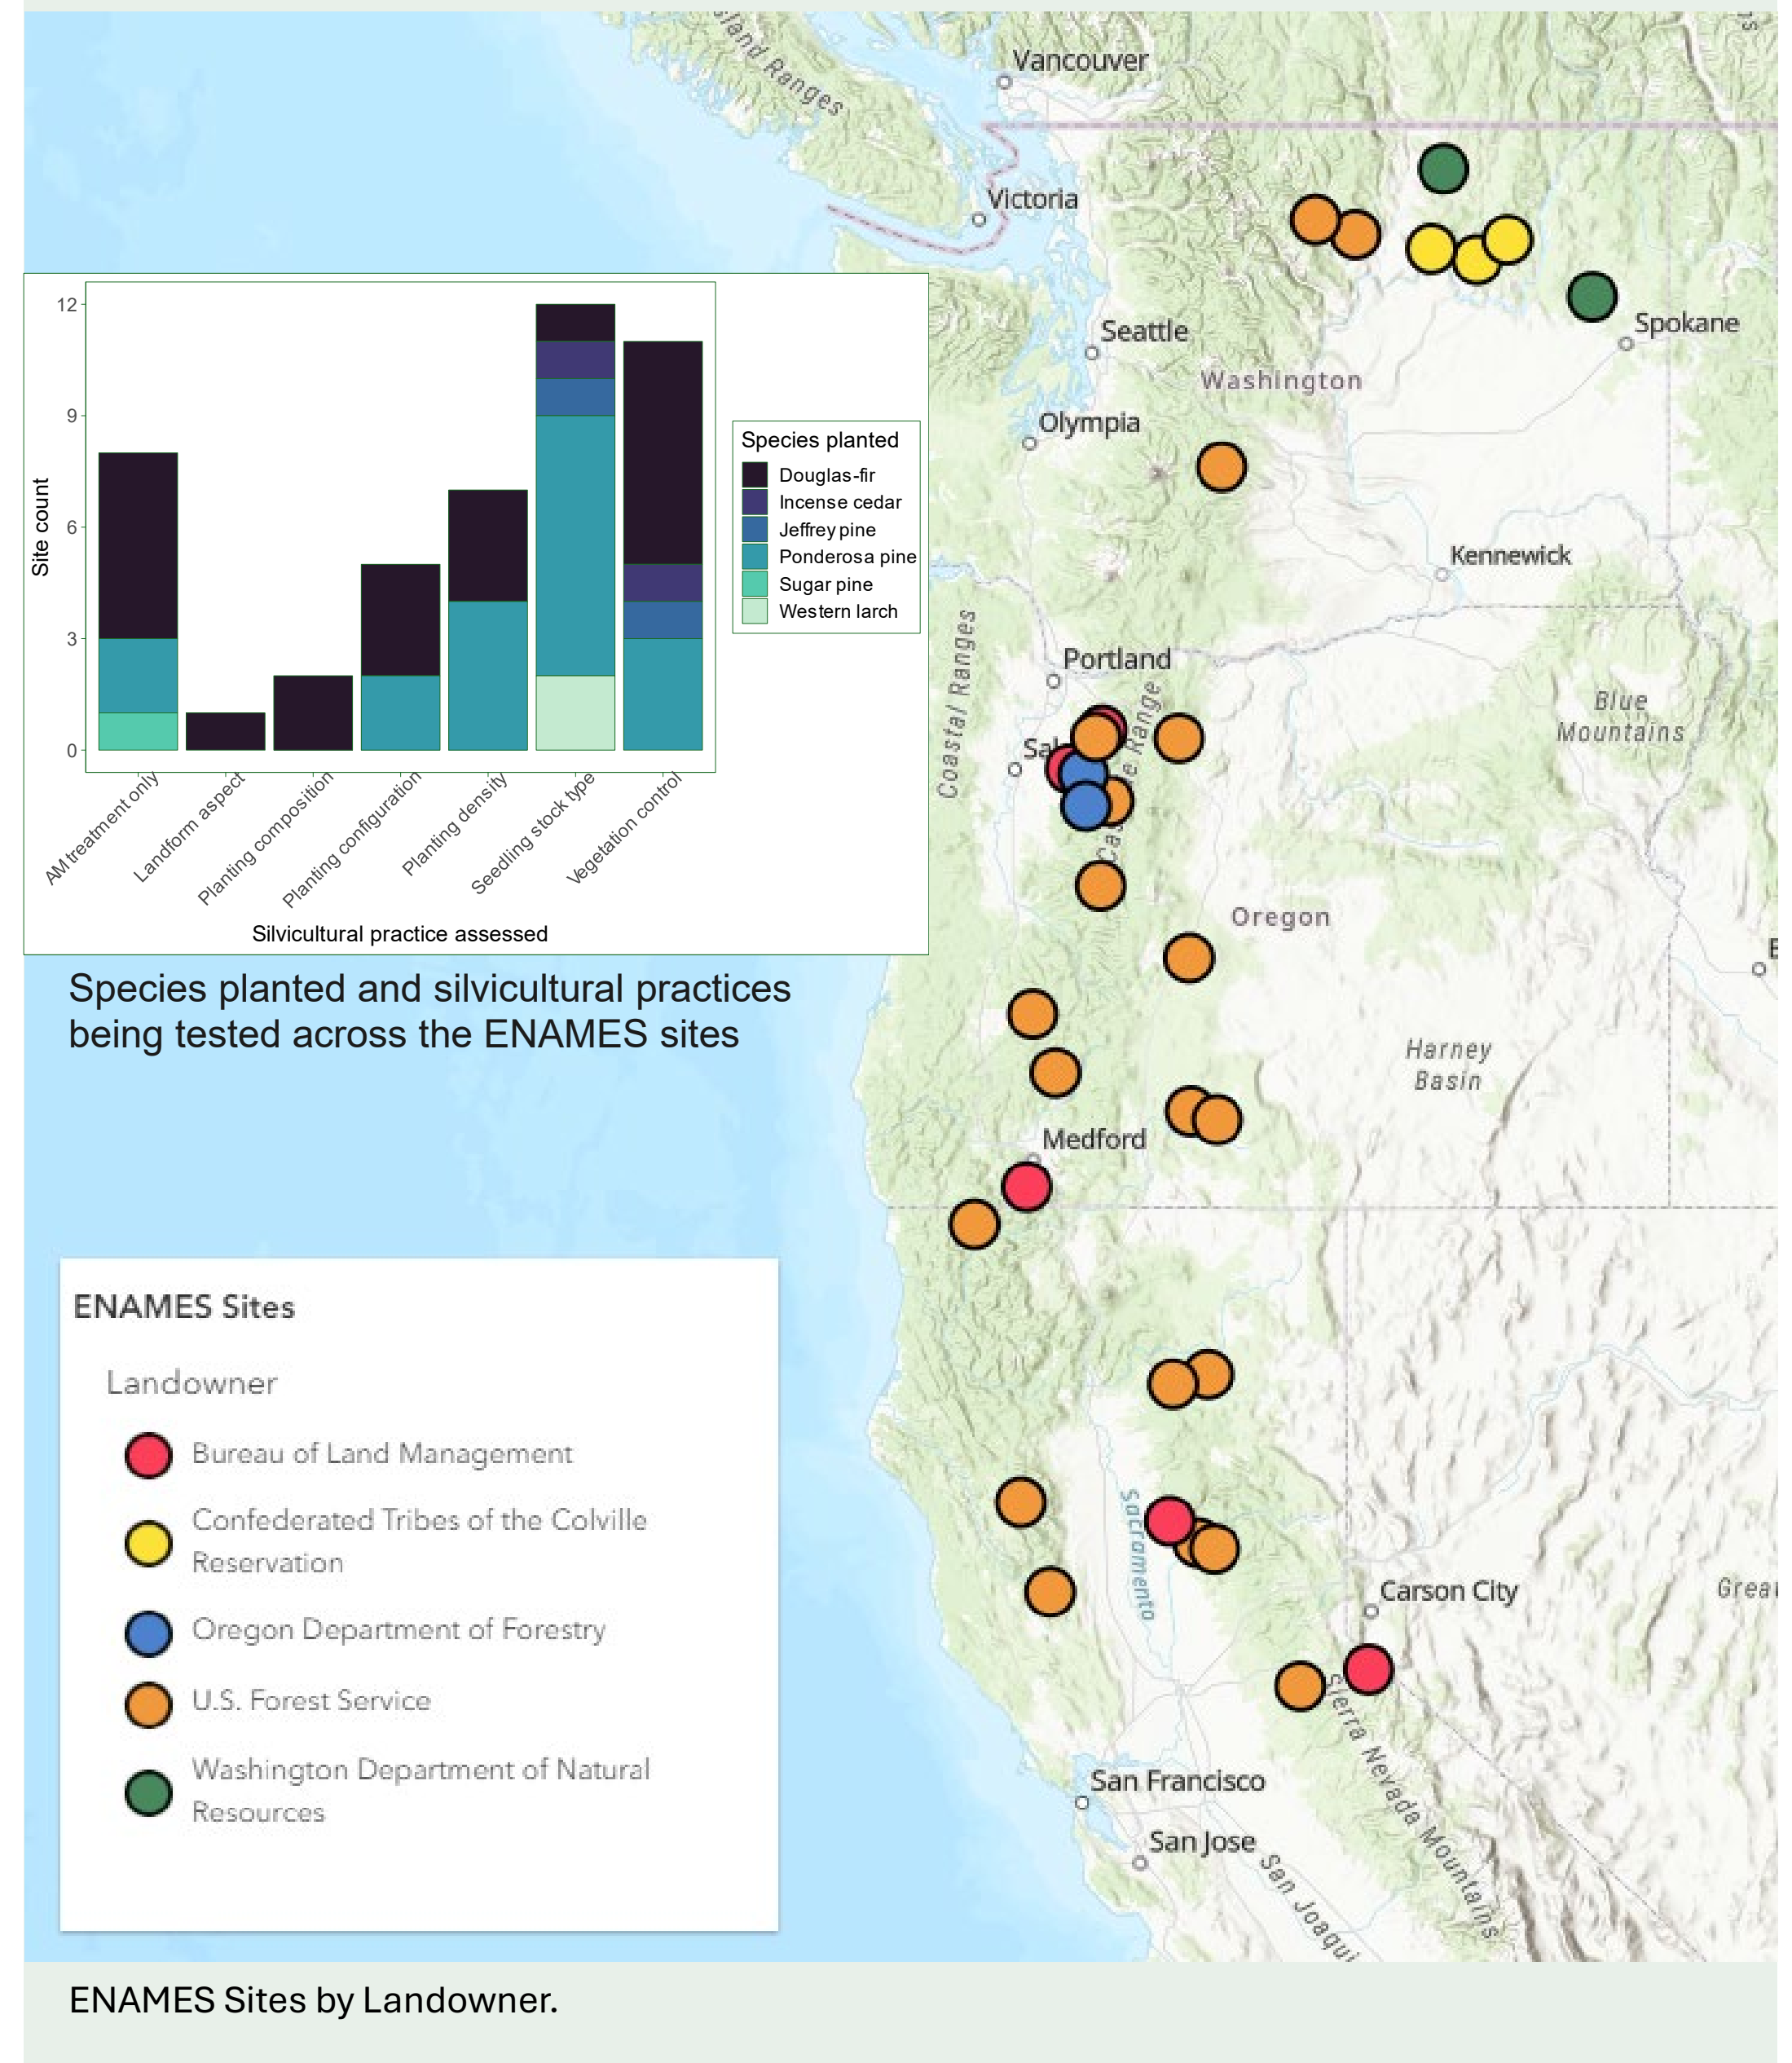 Island Ranges
Vancouver
Victoria
Seattle
Spokane
Washington
Olympia
Kennewick
Coastal Ranges
Portland
Blue
Mountains
Oregon
Harney
Basin
Medford
Sacramento
Carson City
Sierra Nevada Mountains
San Francisco
San Jose
Site count
12
9
6
3
0
AM treatment only
Landform aspect
Planting composition
Planting configuration
Planting density
Seedling stock type
Vegetation control
Silvicultural practice assessed
Species planted
Douglas-fir
Incense cedar
Jeffrey pine
Ponderosa pine
Sugar pine
Western larch
Species planted and silvicultural practices
being tested across the ENAMES sites
ENAMES Sites
Landowner
Bureau of Land Management
Confederated Tribes of the Colville
Reservation
Oregon Department of Forestry
U.S. Forest Service
Washington Department of Natural
Resources
ENAMES Sites by Landowner.